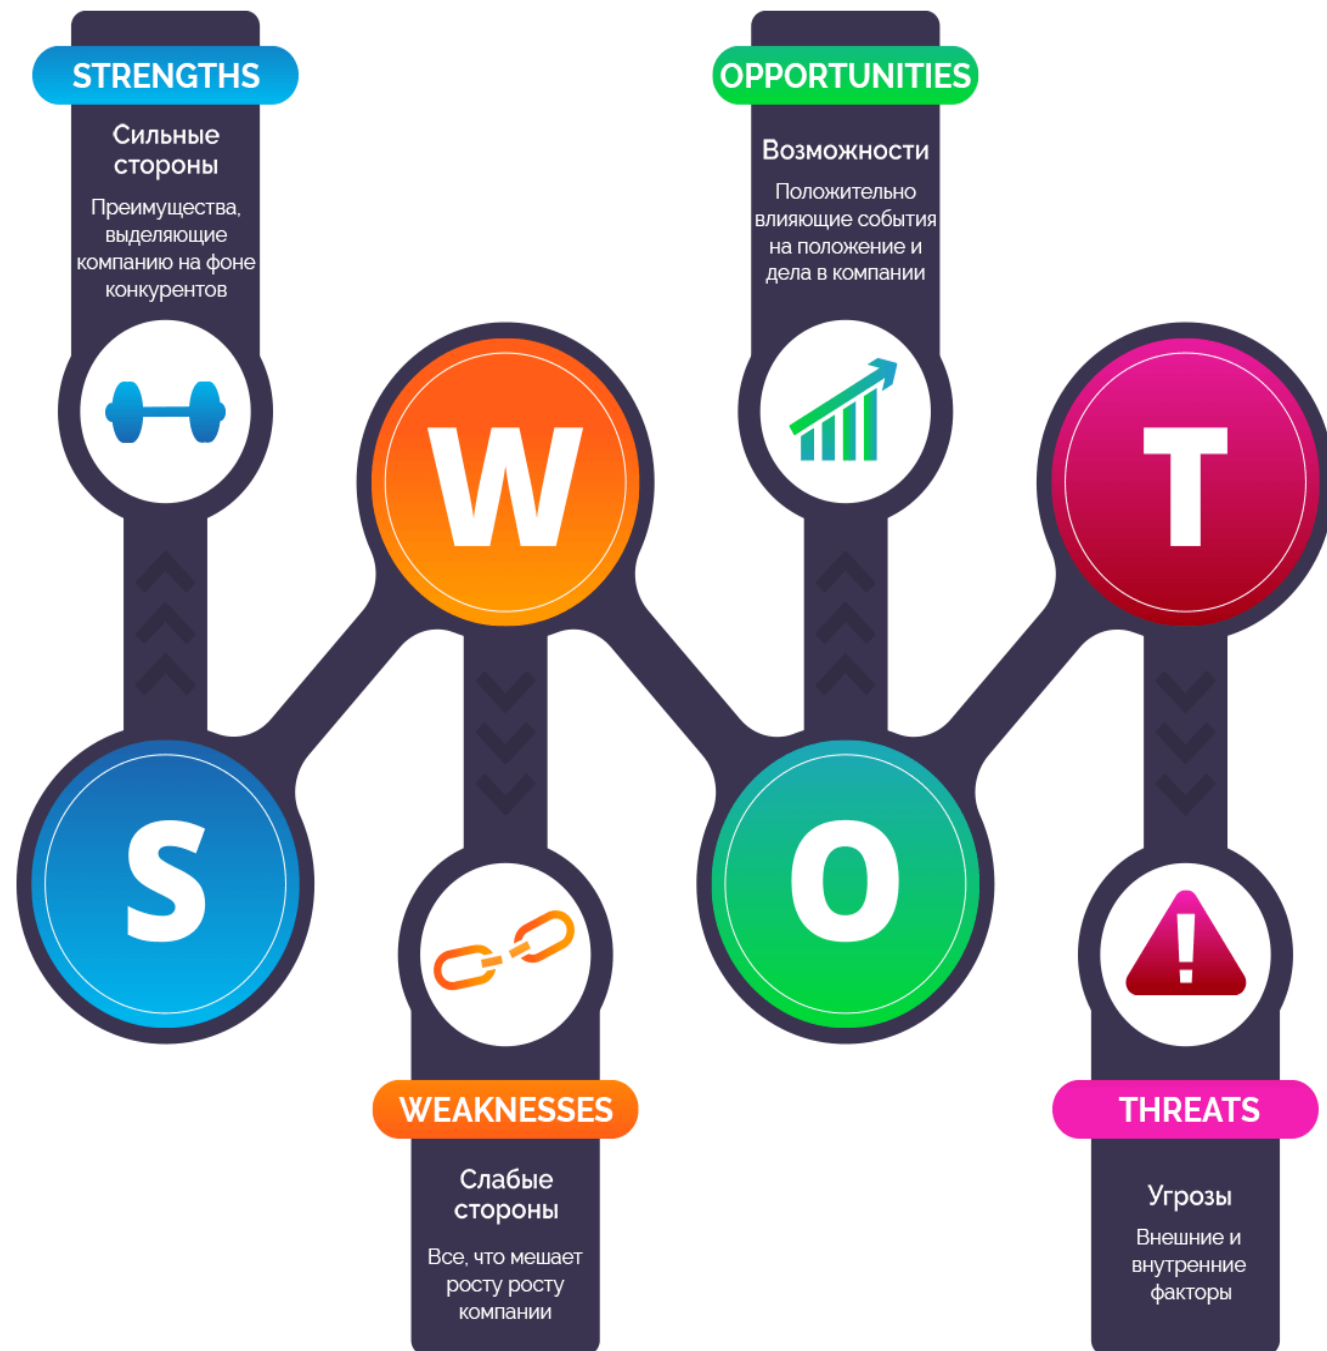 STRENGTHS
Сильные
стороны
Преимущества,
выделяющие
компанию на фоне
конкурентов
S
W
WEAKNESSES
Слабые
стороны
Все, что мешает
росту росту
компании
OPPORTUNITIES
Возможности
Положительно
влияющие события
на положение и
дела в компании
O
T
THREATS
Угрозы
Внешние и
внутренние
факторы